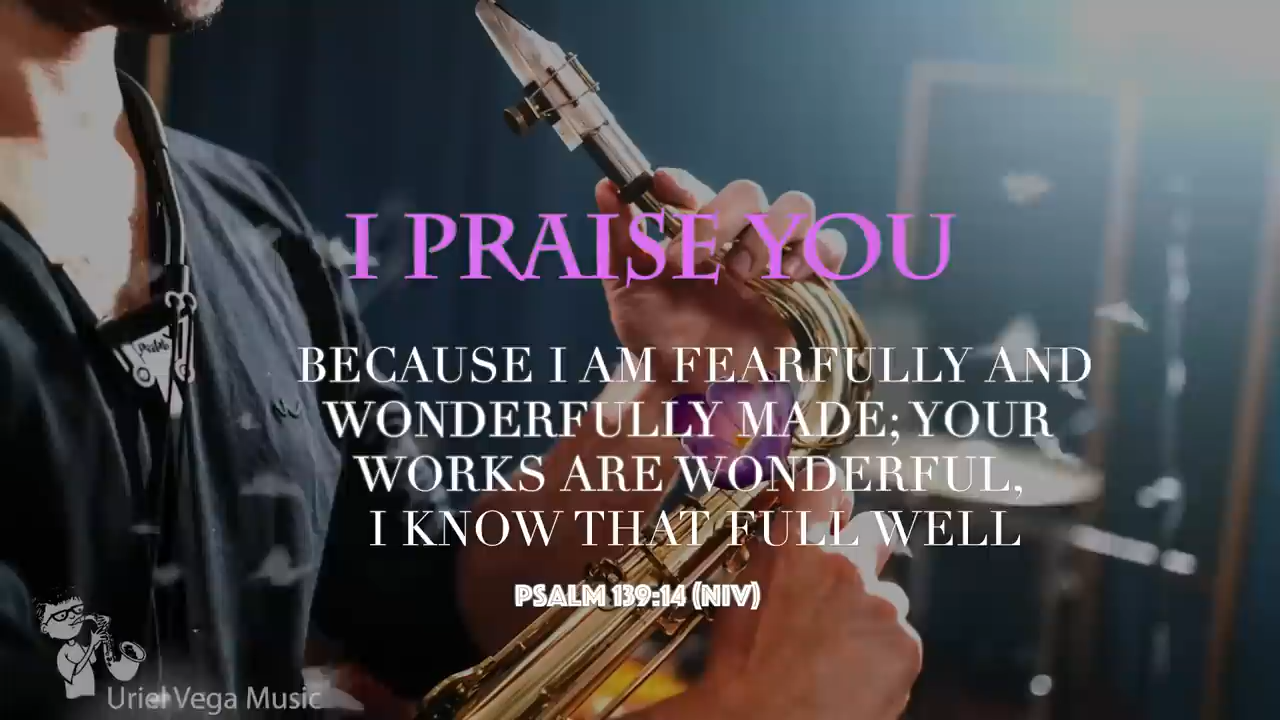 I PRAISE YOU
BECAUSE I AM FEARFULLY AND
WONDERFULLY MADE; YOUR
WORKS ARE WONDERFUL,
I KNOW THAT FULL WELL
PSALM 139:14 (NIV)
Uriel Vega Music